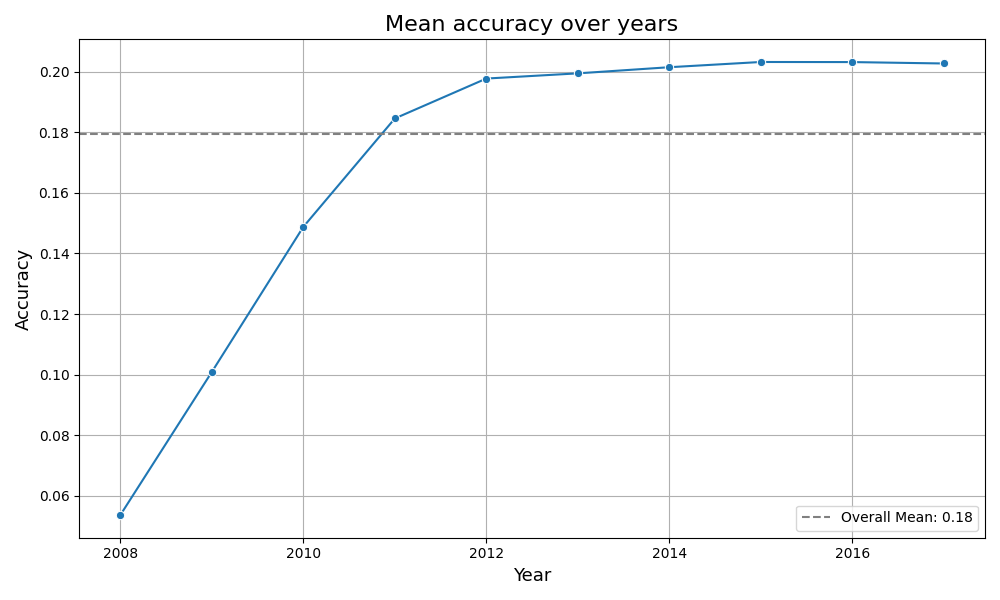 Mean accuracy over years
Accuracy
0.20
0.18
0.16
0.14
0.12
0.10
0.08
0.06
Overall Mean: 0.18
2008 2010 2012 2014 2016
Year